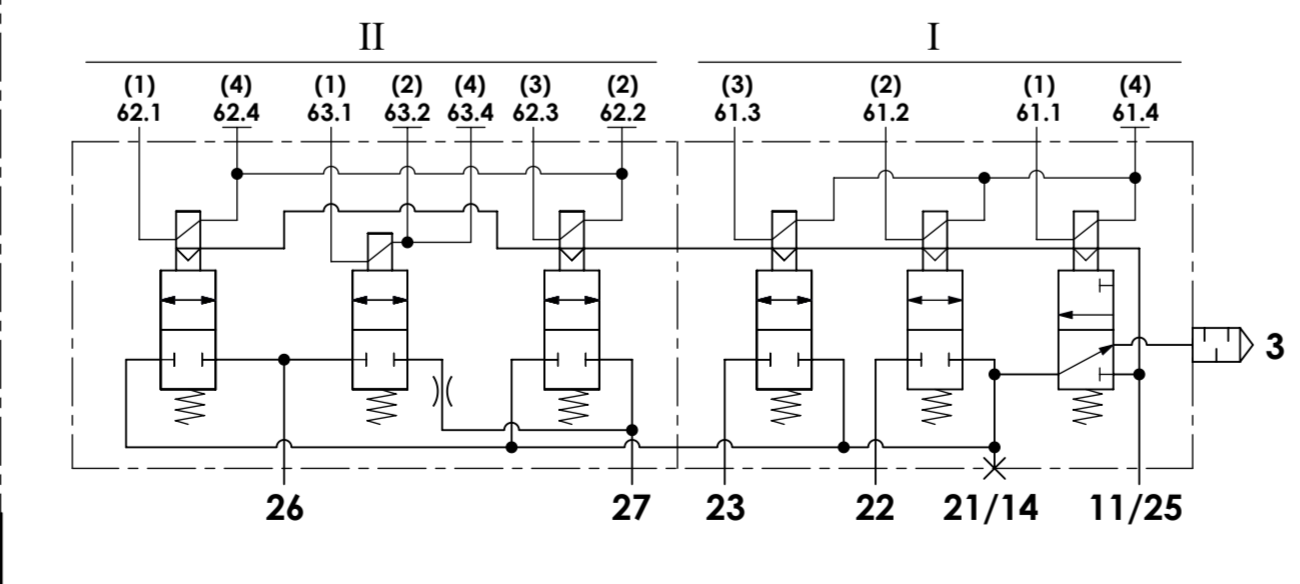 II I
(1) (4) (1) (2) (4) (3) (2) (3) (2) (1) (4)
62.1 62.4 63.1 63.2 63.4 62.3 62.2 61.3 61.2 61.1 61.4
3
26 27 23 22 21/14 11/25